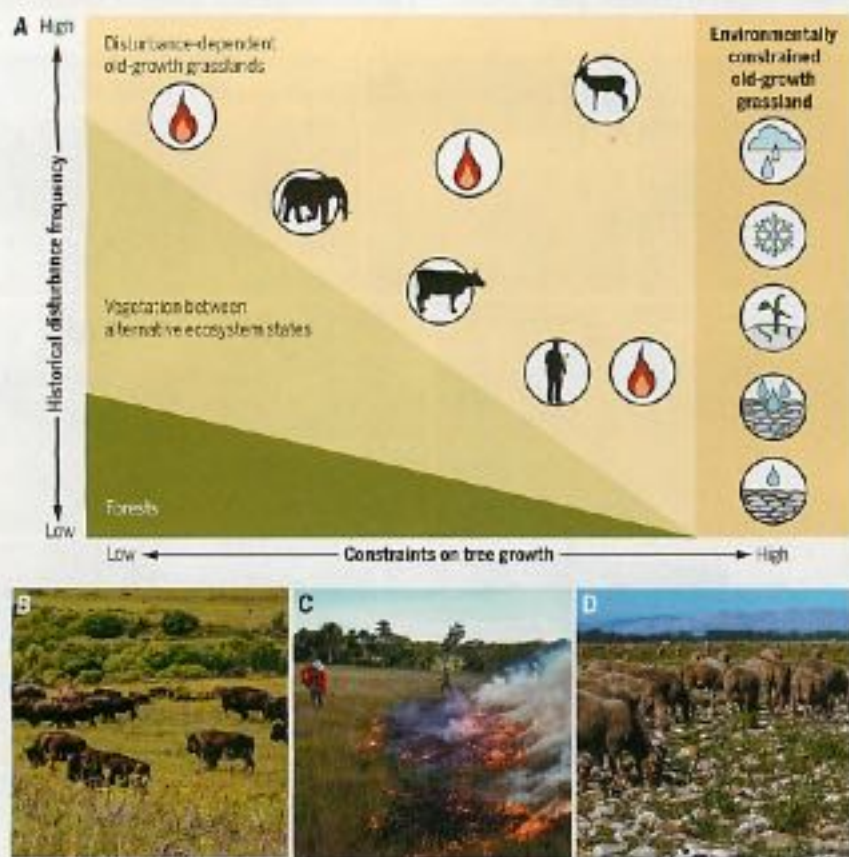 A
High
Disturbance-dependent
old-growth grasslands
Environmentally
constrained
old-growth
grassland
Historical disturbance frequency
Vegetation between
alternative ecosystem states
Forests
Low
Low
Constraints on tree growth
High
B
C
D